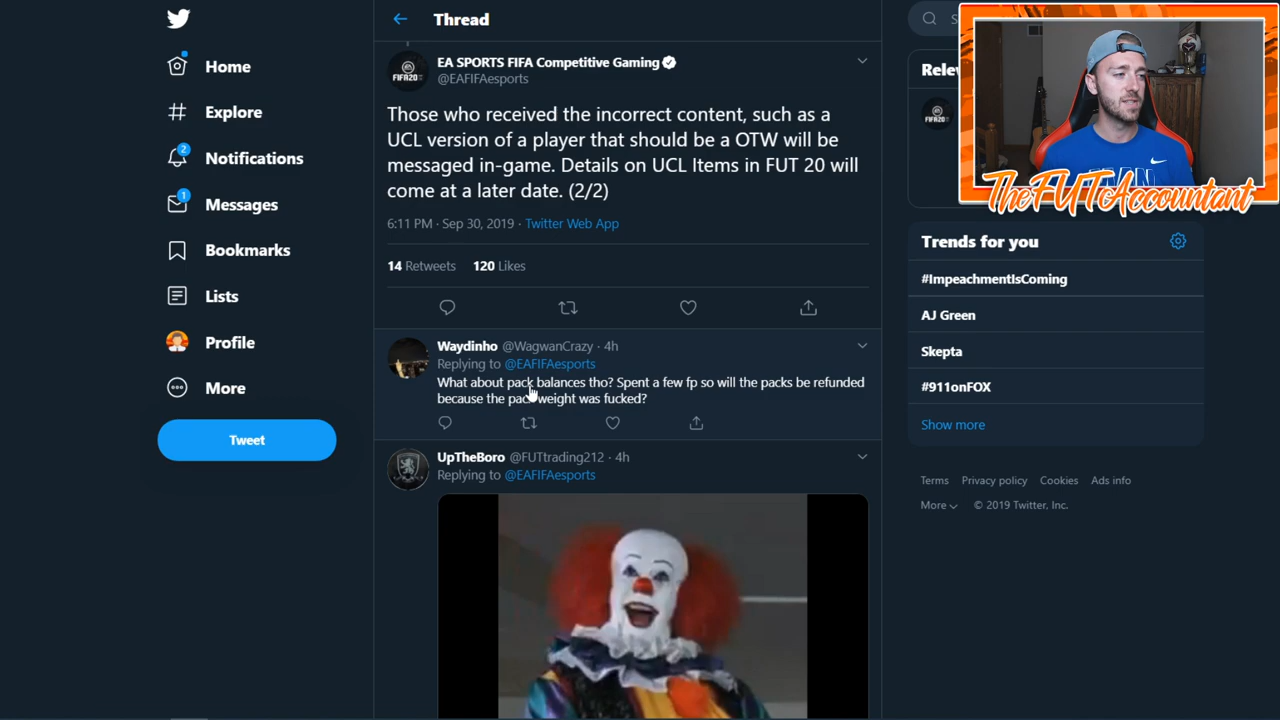 Home
Explore
2
Notifications
1
Messages
Bookmarks
Lists
Profile
More
Tweet
Thread
EA SPORTS FIFA Competitive Gaming
@EAFIFAesports
Those who received the incorrect content, such as a
UCL version of a player that should be a OTW will be
messaged in-game. Details on UCL Items in FUT 20 will
come at a later date. (2/2)
6:11 PM · Sep 30, 2019 · Twitter Web App
14 Retweets 120 Likes
Waydinho @WagwanCrazy · 4h
Replying to @EAFIFAesports
What about pack balances tho? Spent a few fp so will the packs be refunded
because the pack weight was fucked?
UpTheBoro @FUTtrading212 · 4h
Replying to @EAFIFAesports
S
Rele
FIFA20
TheFUTAccountant
Trends for you
#ImpeachmentIsComing
AJ Green
Skepta
#911onFOX
Show more
Terms Privacy policy Cookies Ads info
More © 2019 Twitter, Inc.